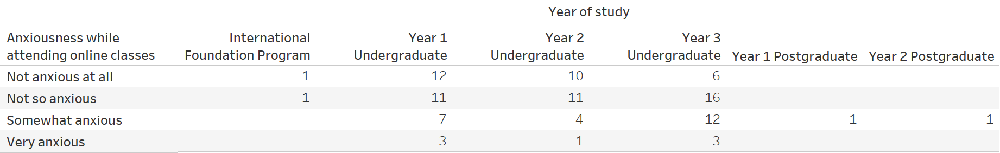 Year of study
Anxiousness while attending online classes International Foundation Program Year 1 Undergraduate Year 2 Undergraduate Year 3 Undergraduate Year 1 Postgraduate Year 2 Postgraduate
Not anxious at all 1 12 10 6
Not so anxious 1 11 11 16
Somewhat anxious 7 4 12 1 1
Very anxious 3 1 3